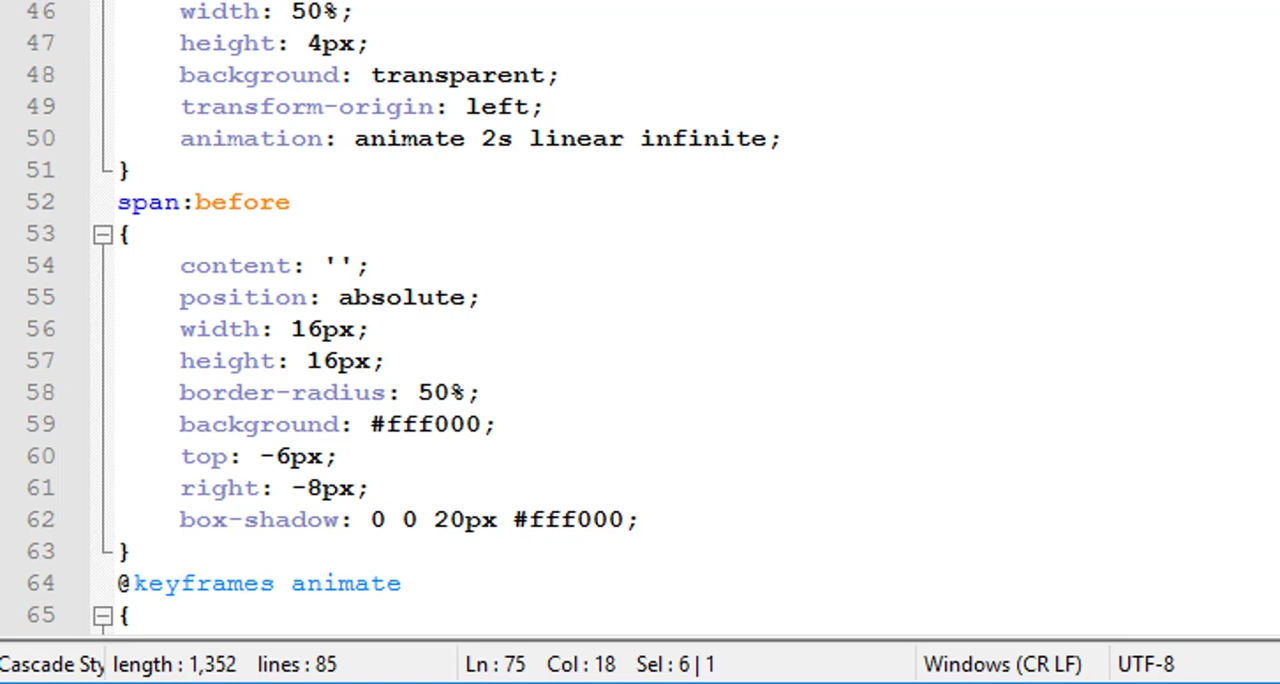 46 width: 50%;
47 height: 4px;
48 background: transparent;
49 transform-origin: left;
50 animation: animate 2s linear infinite;
51 }
52 span:before
53 {
54 content: '';
55 position: absolute;
56 width: 16px;
57 height: 16px;
58 border-radius: 50%;
59 background: #fff000;
60 top: -6px;
61 right: -8px;
62 box-shadow: 0 0 20px #fff000;
63 }
64 @keyframes animate
65 {
Cascade Sty length : 1,352 lines : 85 Ln : 75 Col : 18 Sel : 6 | 1 Windows (CR LF) UTF-8